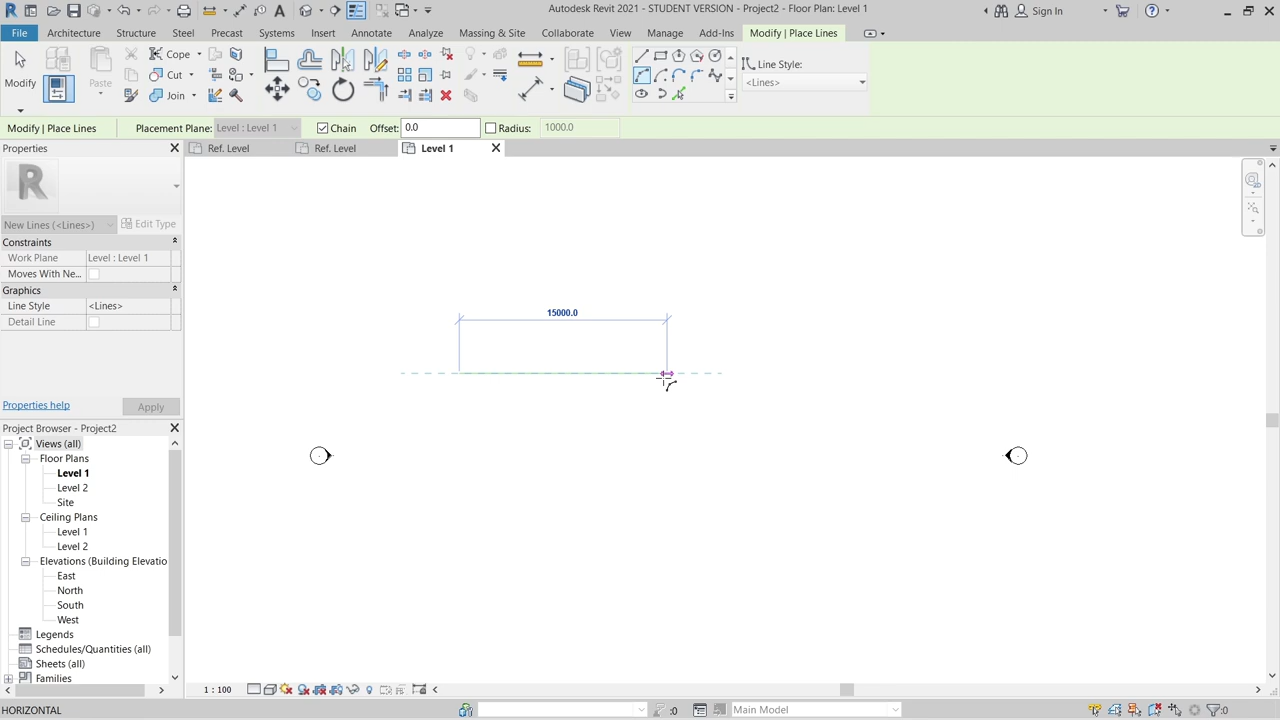 Autodesk Revit 2021 - STUDENT VERSION - Project2 - Floor Plan: Level 1
Sign In
File
Architecture
Structure
Steel
Precast
Systems
Insert
Annotate
Analyze
Massing & Site
Collaborate
View
Manage
Add-Ins
Modify | Place Lines
Modify
Paste
Cope
Cut
Join
Line Style:
<Lines>
Modify | Place Lines
Placement Plane:
Level : Level 1
Chain
Offset:
0.0
Radius:
1000.0
Properties
Ref. Level
Ref. Level
Level 1
R
New Lines (<Lines>)
Edit Type
Constraints
Work Plane
Level : Level 1
Moves With Ne...
Graphics
Line Style
<Lines>
Detail Line
Properties help
Apply
15000.0
Project Browser - Project2
Views (all)
Floor Plans
Level 1
Level 2
Site
Ceiling Plans
Level 1
Level 2
Elevations (Building Elevatio
East
North
South
West
Legends
Schedules/Quantities (all)
Sheets (all)
Families
1 : 100
HORIZONTAL
:0
Main Model
:0